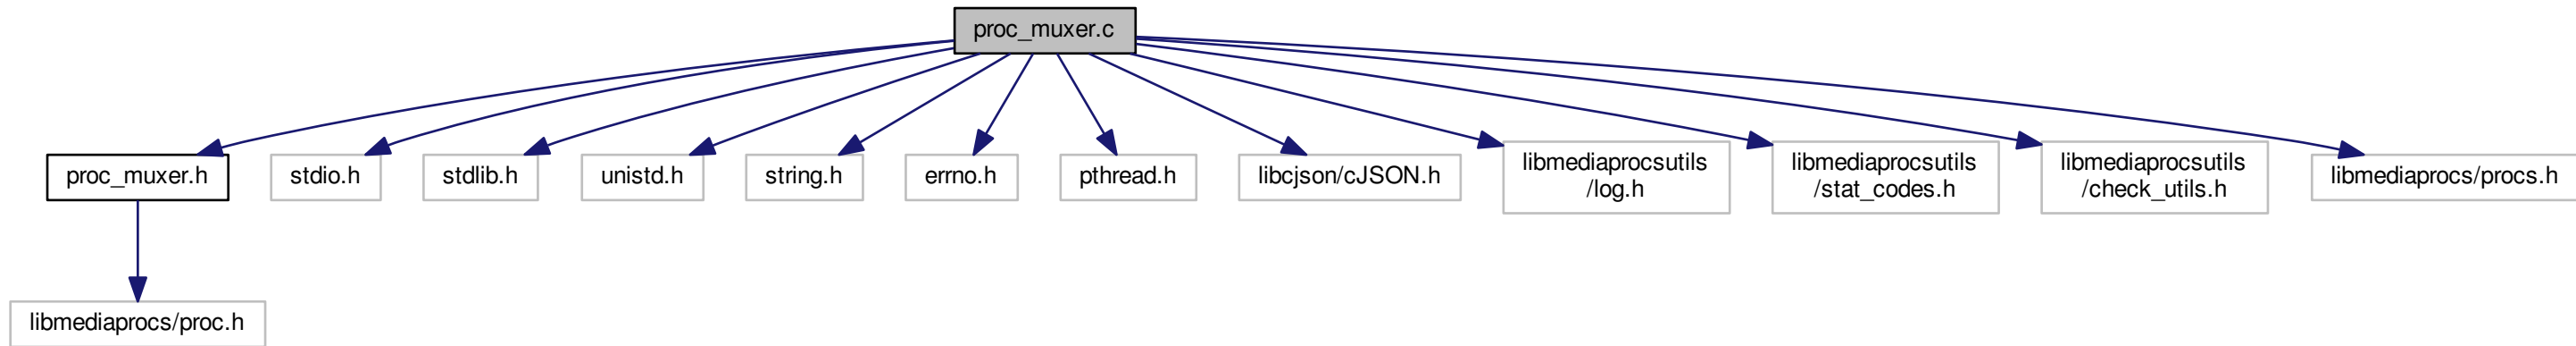 proc_muxer.c
proc_muxer.h
stdio.h
stdlib.h
unistd.h
string.h
errno.h
pthread.h
libcjson/cJSON.h
libmediaprocsutils
/log.h
libmediaprocsutils
/stat_codes.h
libmediaprocsutils
/check_utils.h
libmediaprocs/procs.h
libmediaprocs/proc.h